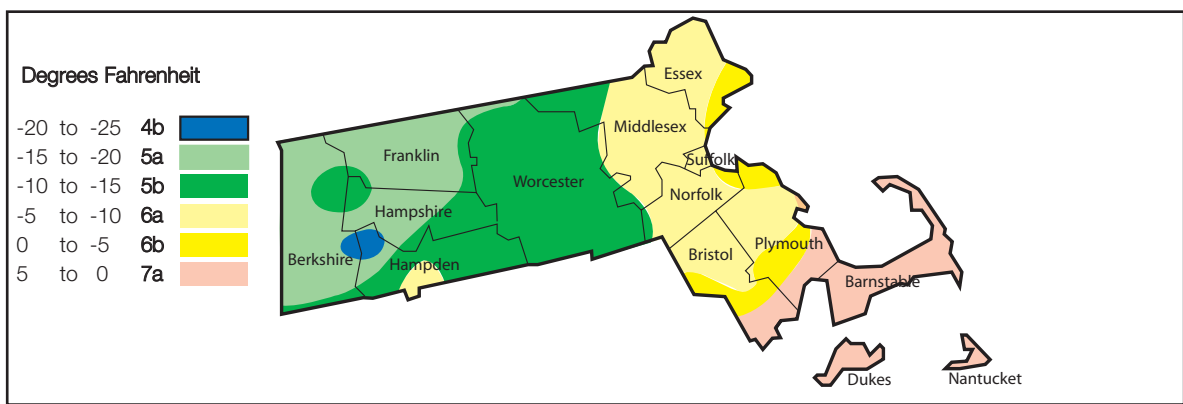 Degrees Fahrenheit
-20 to -25 4b
-15 to -20 5a
-10 to -15 5b
-5 to -10 6a
0 to -5 6b
5 to 0 7a
Essex
Middlesex
Franklin
Suffolk
Worcester
Norfolk
Hampshire
Plymouth
Bristol
Berkshire
Hampden
Barnstable
Dukes
Nantucket